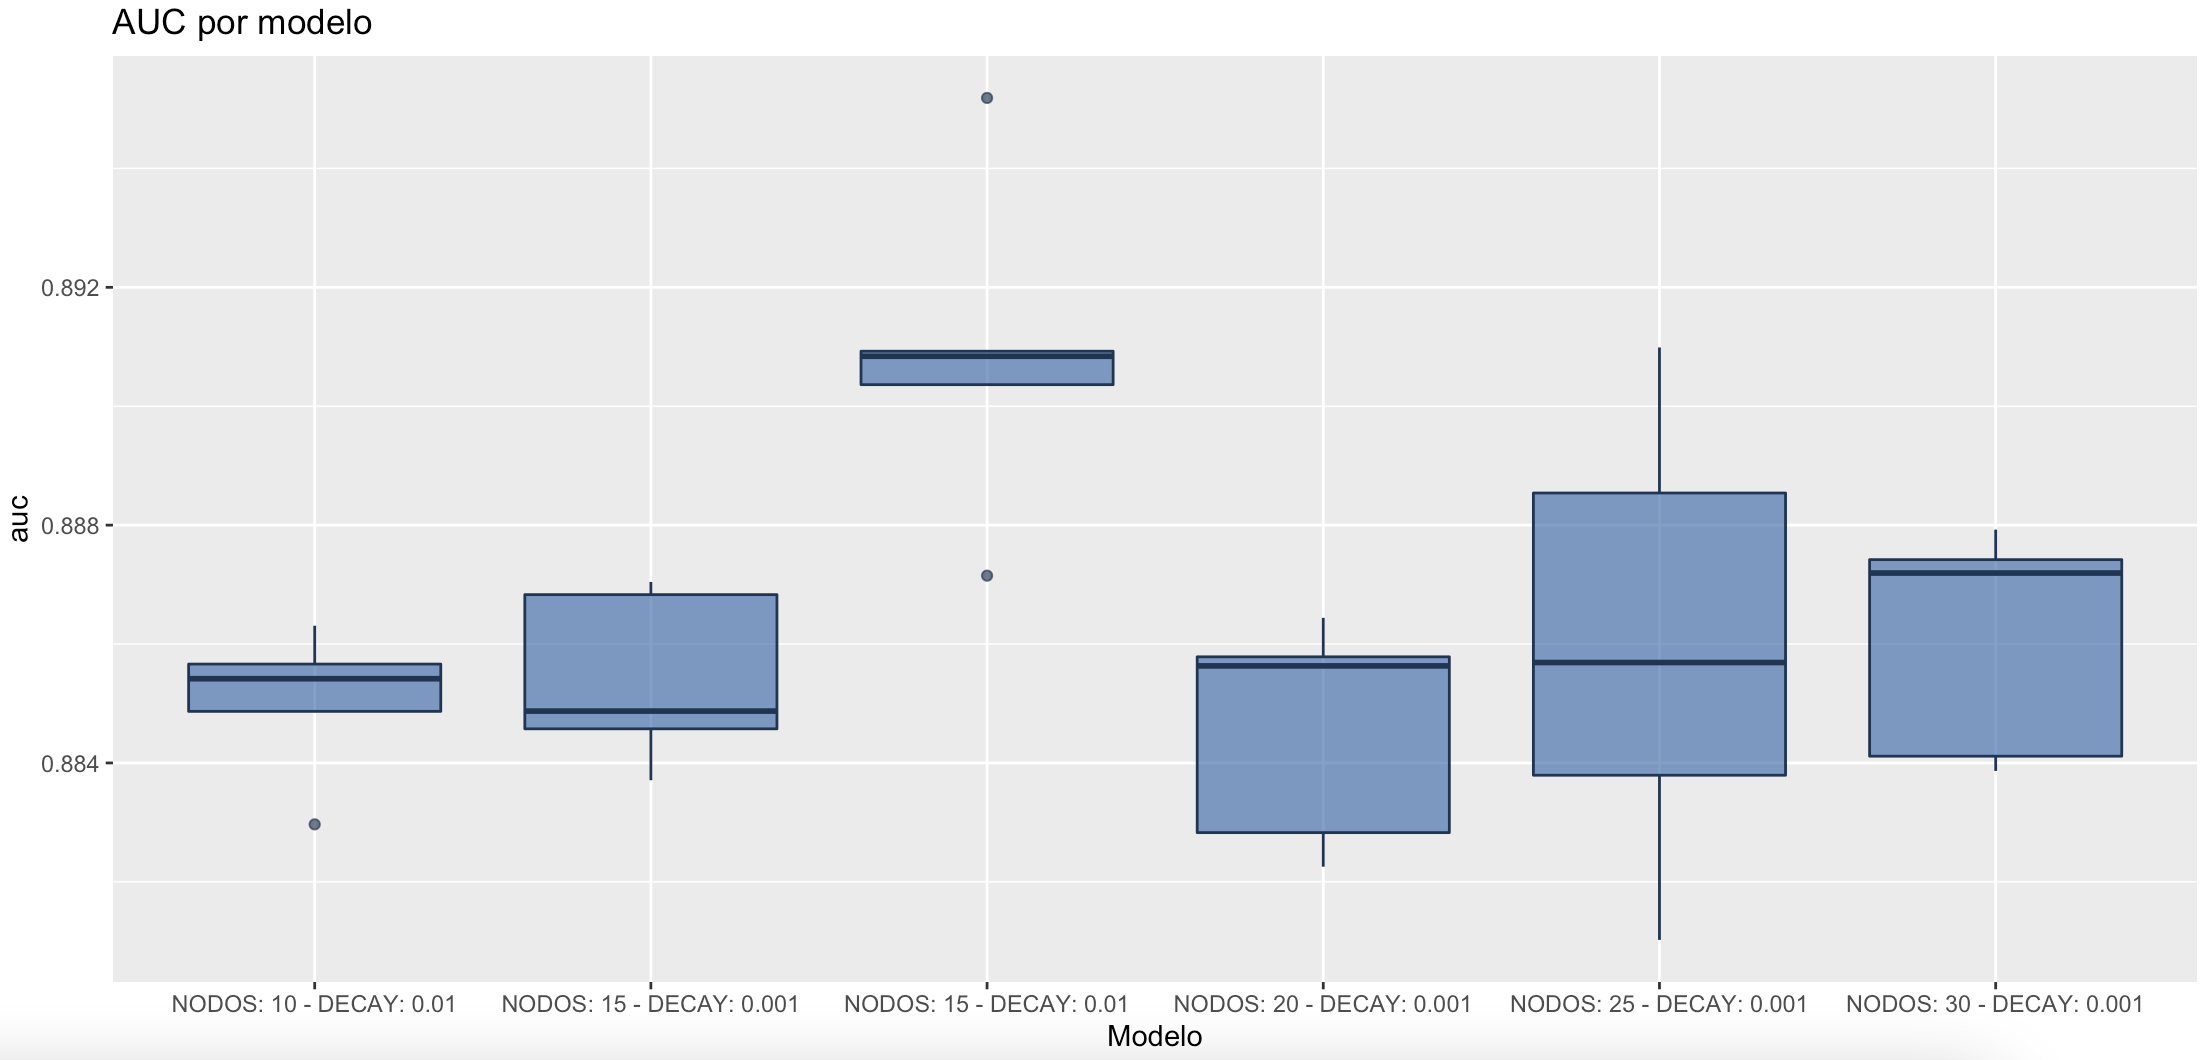 AUC por modelo
auc
0.892
0.888
0.884
NODOS: 10 - DECAY: 0.01
NODOS: 15 - DECAY: 0.001
NODOS: 15 - DECAY: 0.01
NODOS: 20 - DECAY: 0.001
NODOS: 25 - DECAY: 0.001
NODOS: 30 - DECAY: 0.001
Modelo